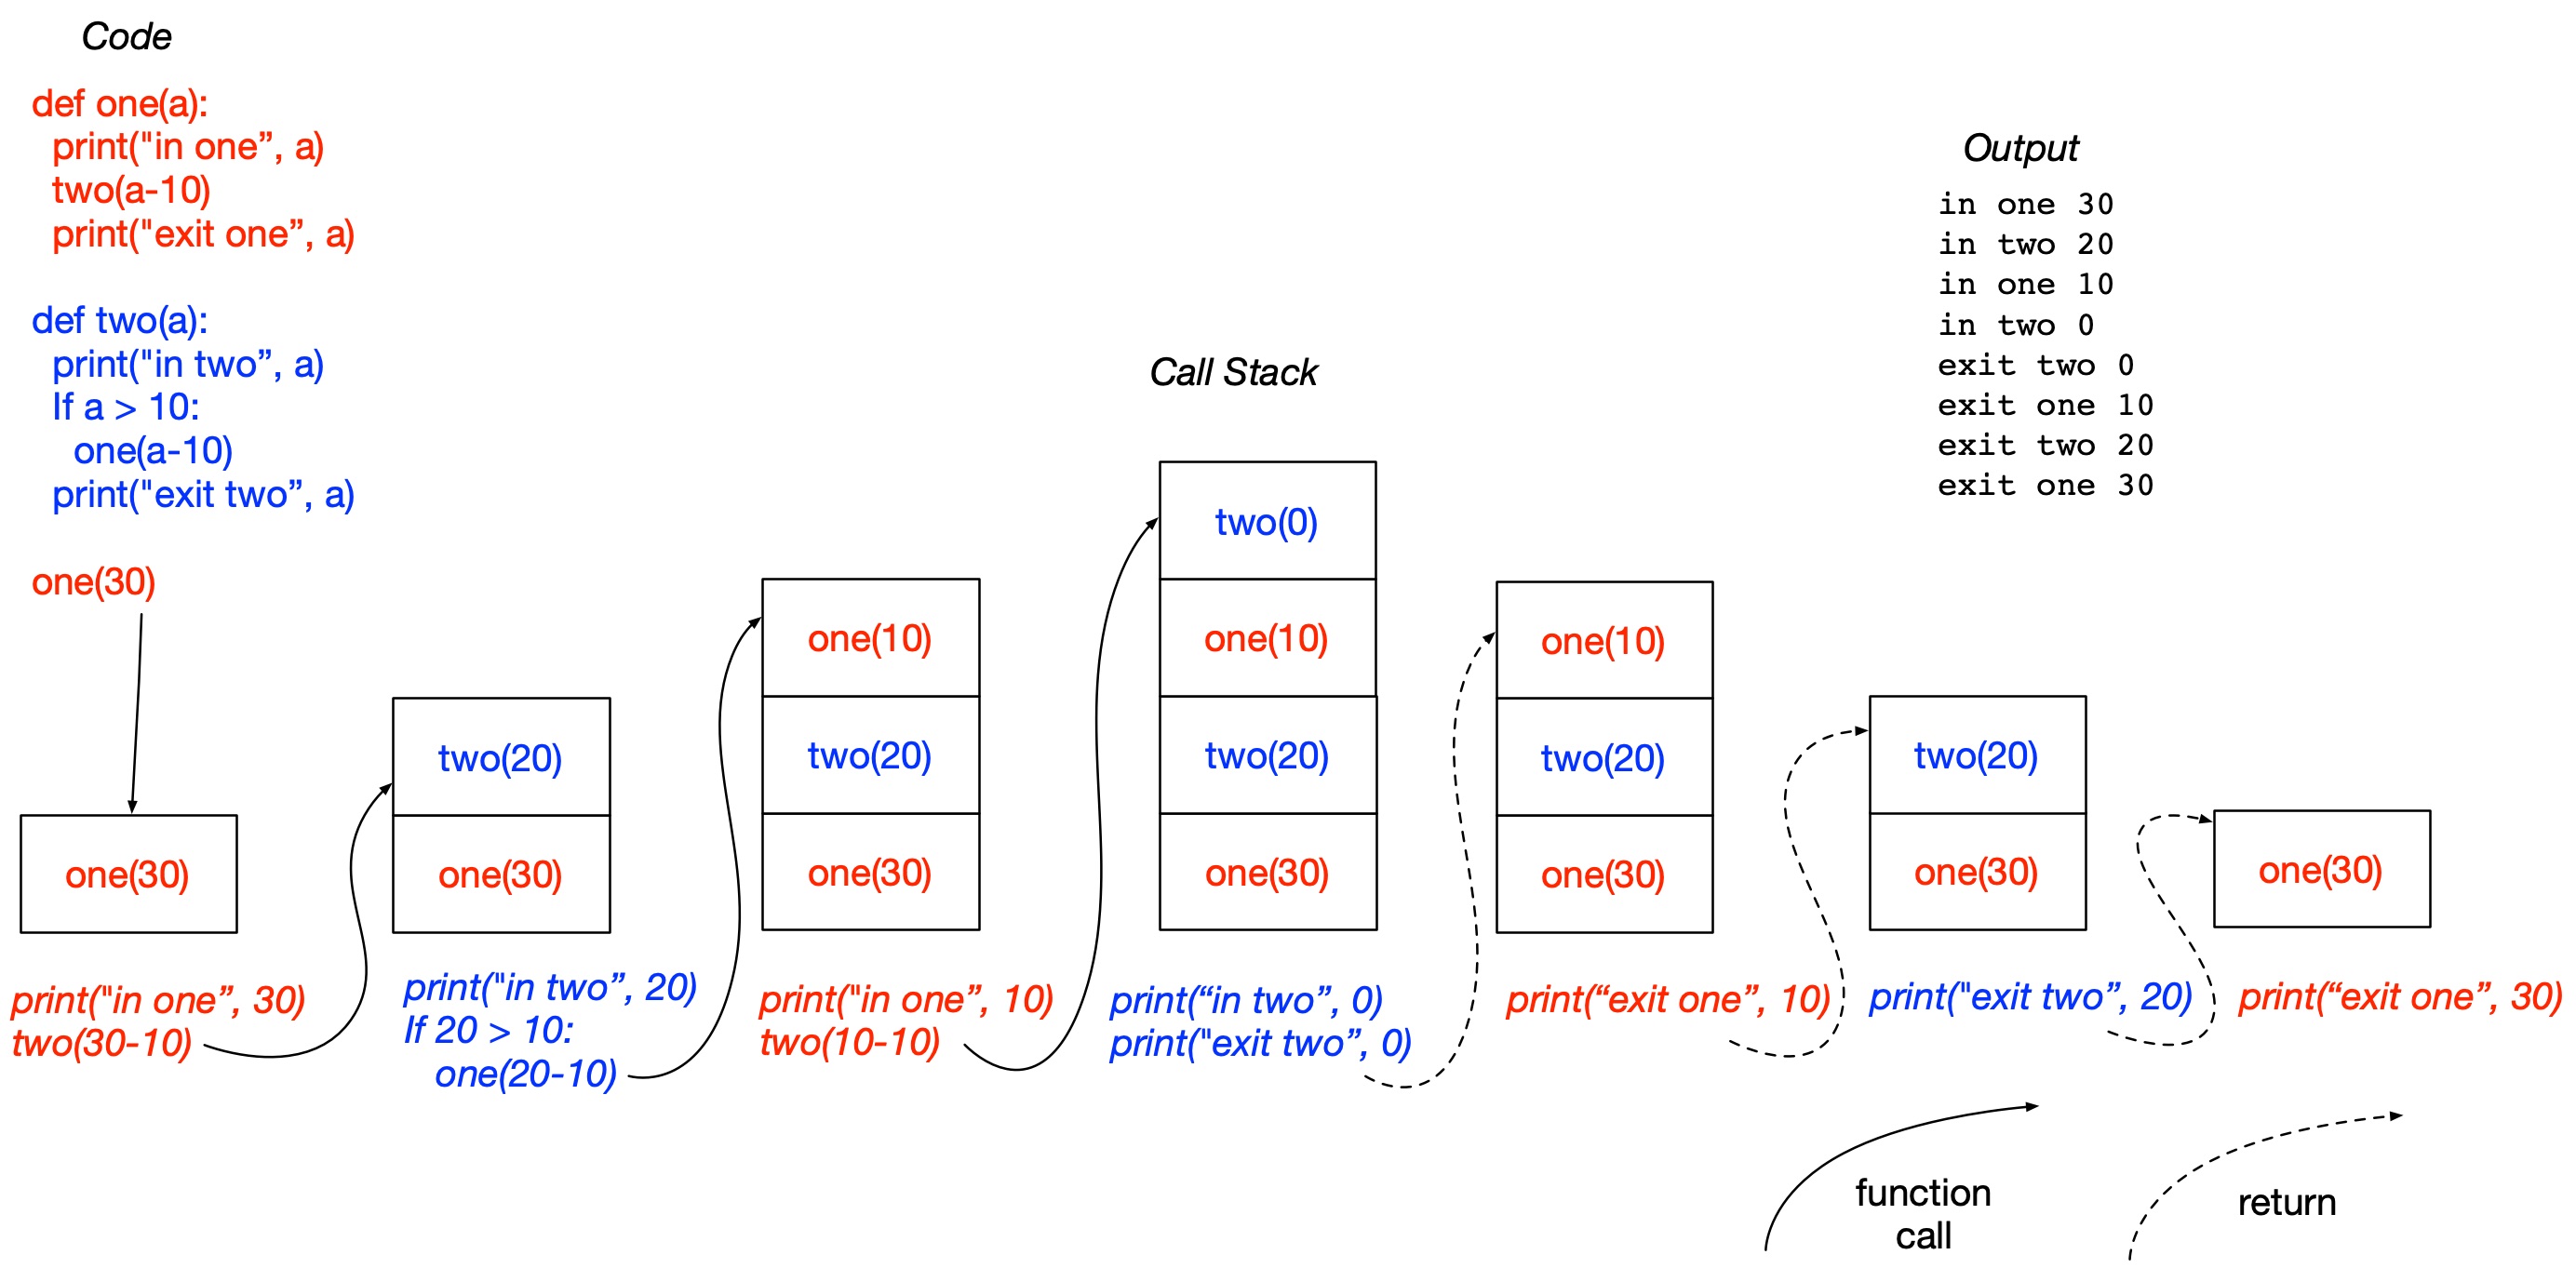 Code
def one(a):
print("in one”, a)
two(a-10)
print("exit one”, a)
def two(a):
print("in two”, a)
If a > 10:
one(a-10)
print("exit two”, a)
one(30)
Output
in one 30
in two 20
in one 10
in two 0
exit two 0
exit one 10
exit two 20
exit one 30
Call Stack
one(30)
print("in one”, 30)
two(30-10)
two(20)
one(30)
print("in two”, 20)
If 20 > 10:
one(20-10)
one(10)
two(20)
one(30)
print("in one”, 10)
two(10-10)
two(0)
one(10)
two(20)
one(30)
print(“in two”, 0)
print("exit two”, 0)
one(10)
two(20)
one(30)
print(“exit one”, 10)
two(20)
one(30)
print("exit two”, 20)
one(30)
print(“exit one”, 30)
function
call
return